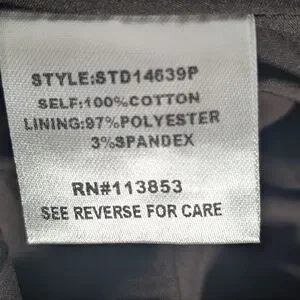 STYLE:STD14639P
SELF:100%COTTON
LINING:97%POLYESTER
3%SPANDEX
RN#113853
SEE REVERSE FOR CARE